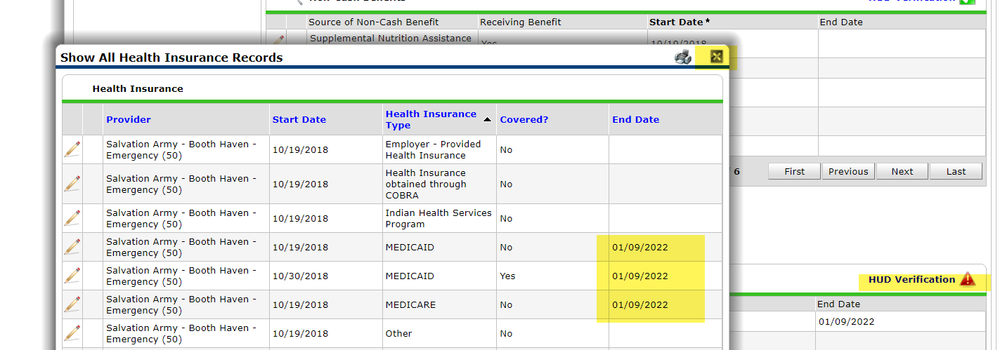 HUD Verification
Source of Non-Cash Benefit Receiving Benefit Start Date* End Date
Supplemental Nutrition Assistance
Show All Health Insurance Records
Health Insurance
Provider Start Date Health Insurance Type Covered? End Date
Salvation Army - Booth Haven - Emergency (50) 10/19/2018 Employer - Provided Health Insurance No
Salvation Army - Booth Haven - Emergency (50) 10/19/2018 Health Insurance obtained through COBRA No
Salvation Army - Booth Haven - Emergency (50) 10/19/2018 Indian Health Services Program No
Salvation Army - Booth Haven - Emergency (50) 10/19/2018 MEDICAID No 01/09/2022
Salvation Army - Booth Haven - Emergency (50) 10/30/2018 MEDICAID Yes 01/09/2022
Salvation Army - Booth Haven - Emergency (50) 10/19/2018 MEDICARE No 01/09/2022
Salvation Army - Booth Haven - Emergency (50) 10/19/2018 Other No
6 First Previous Next Last
HUD Verification
End Date
01/09/2022